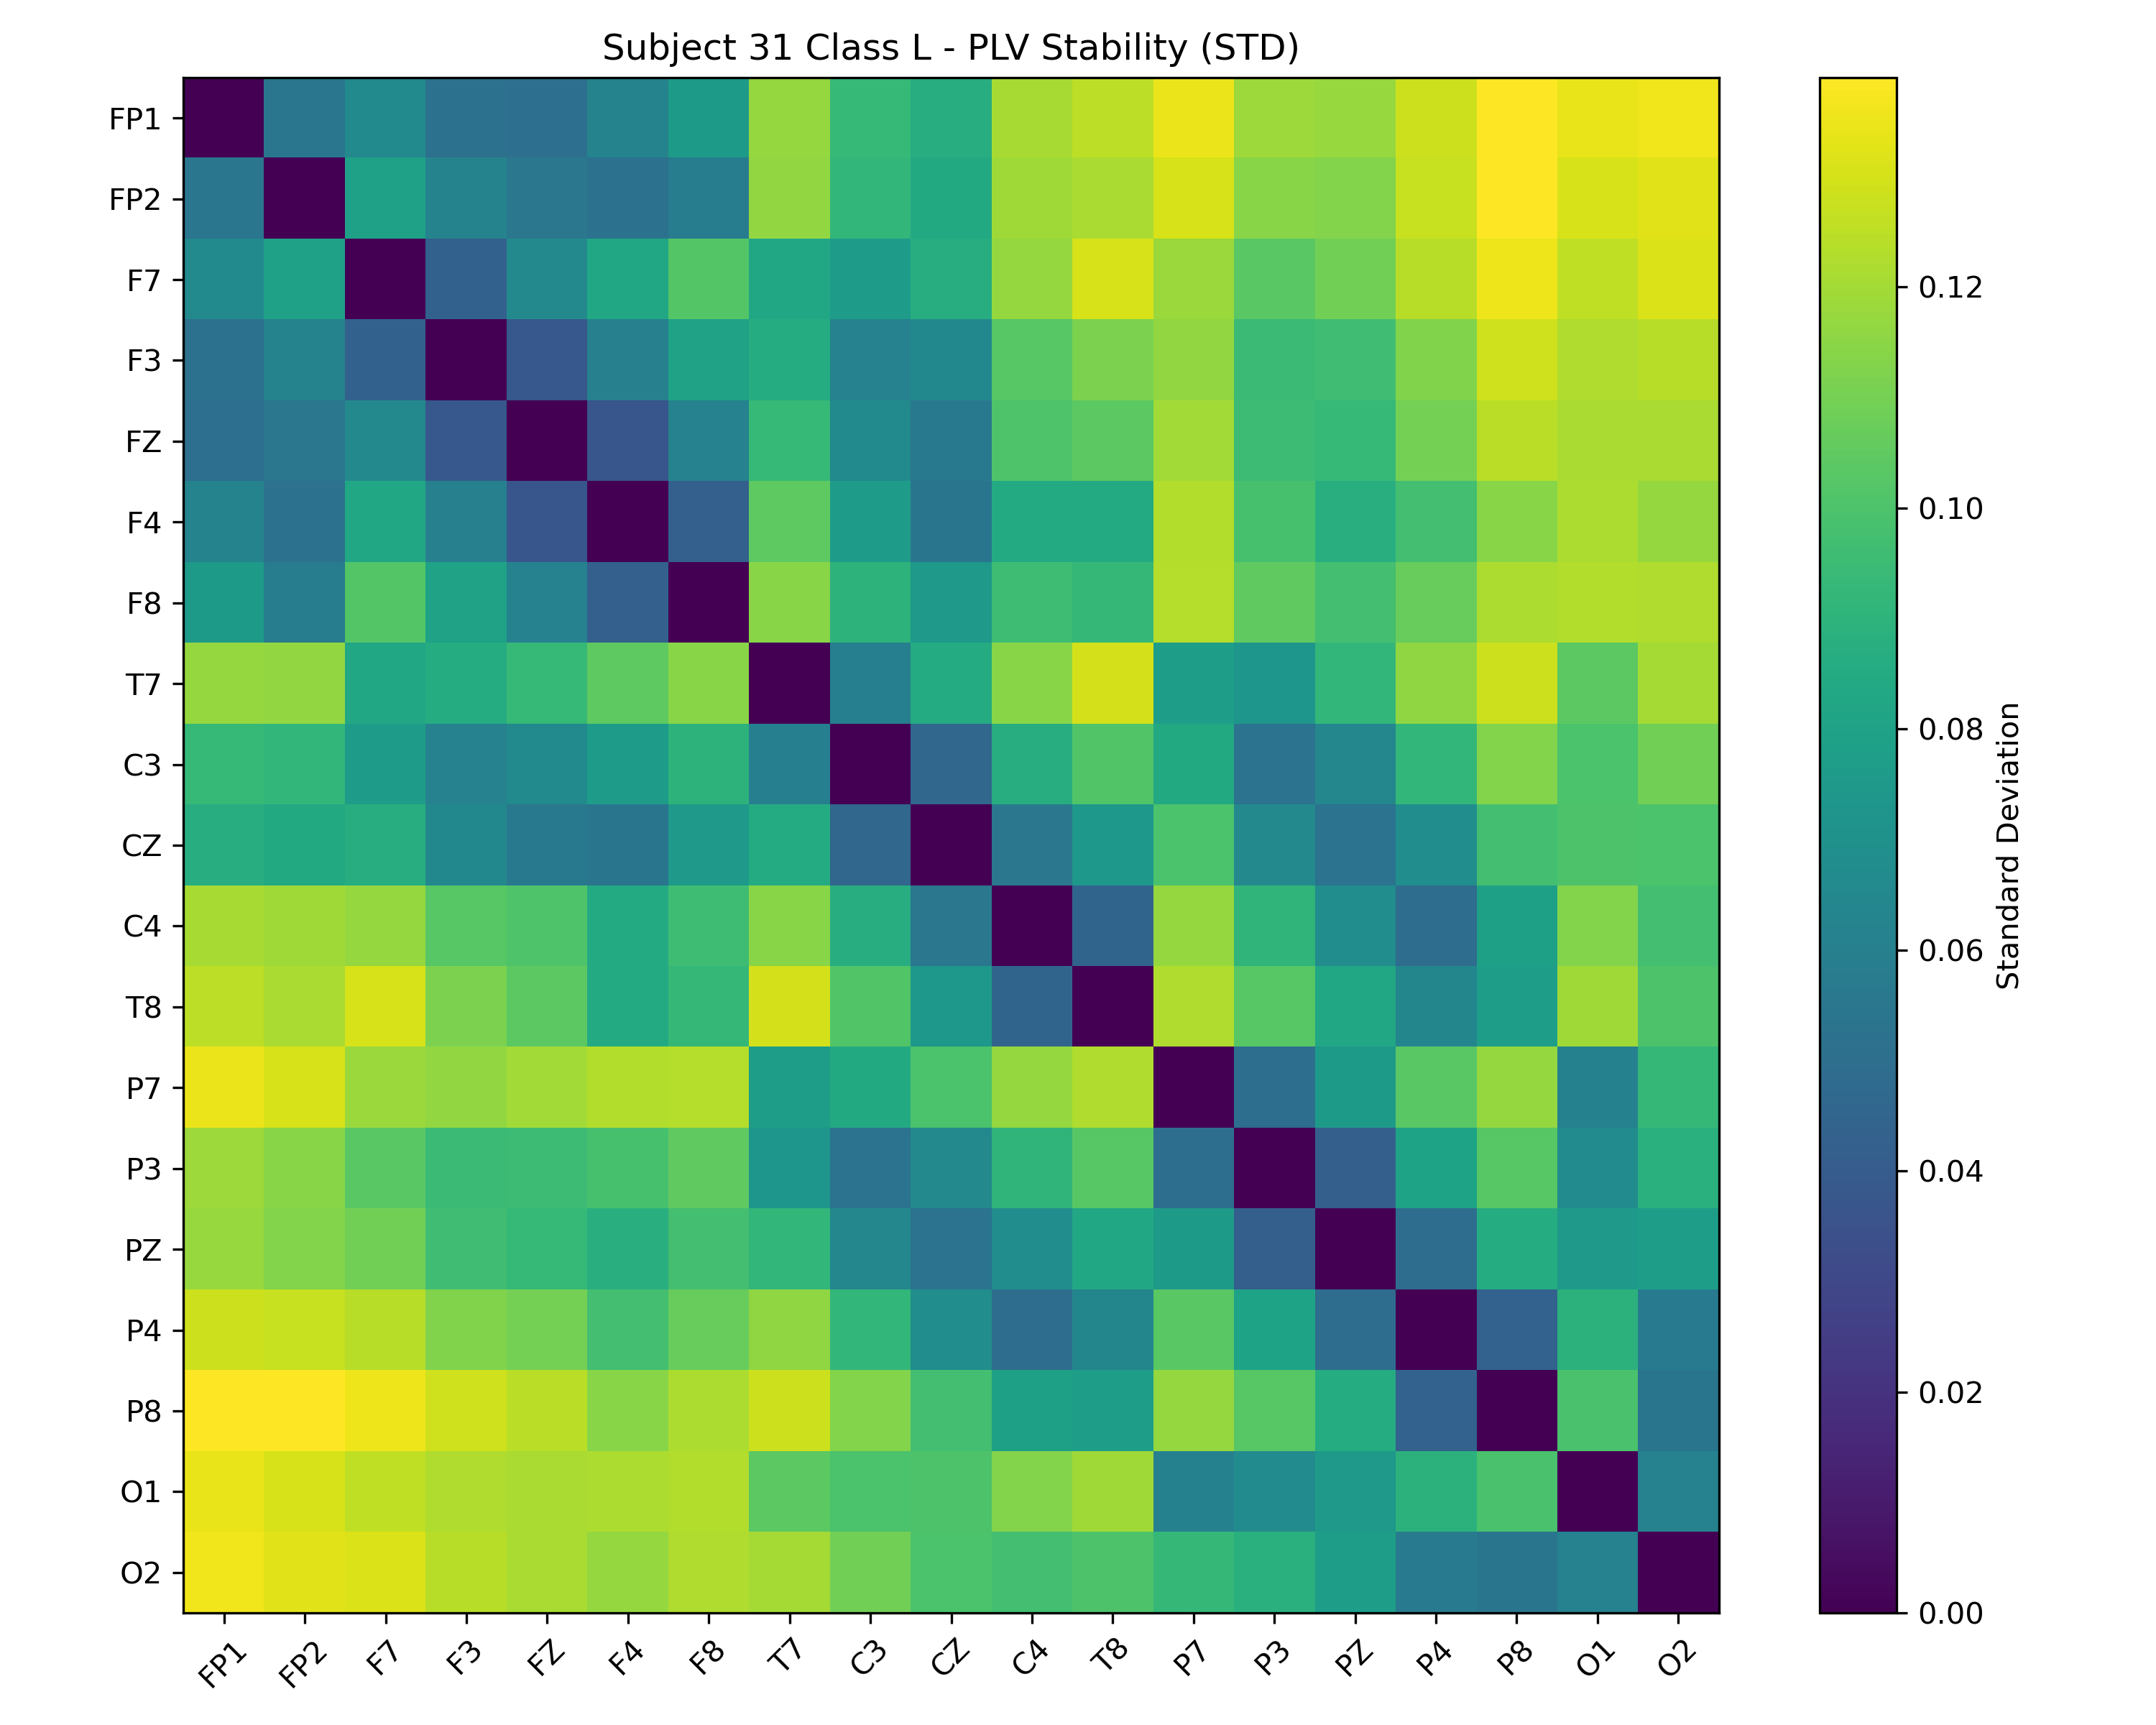 Subject 31 Class L - PLV Stability (STD)
FP1
FP2
F7
F3
FZ
F4
F8
T7
C3
CZ
C4
T8
P7
P3
PZ
P4
P8
O1
O2
FP1 FP2 F7 F3 FZ F4 F8 T7 C3 CZ C4 T8 P7 P3 PZ P4 P8 O1 O2
0.12
0.10
0.08
0.06
0.04
0.02
0.00
Standard Deviation